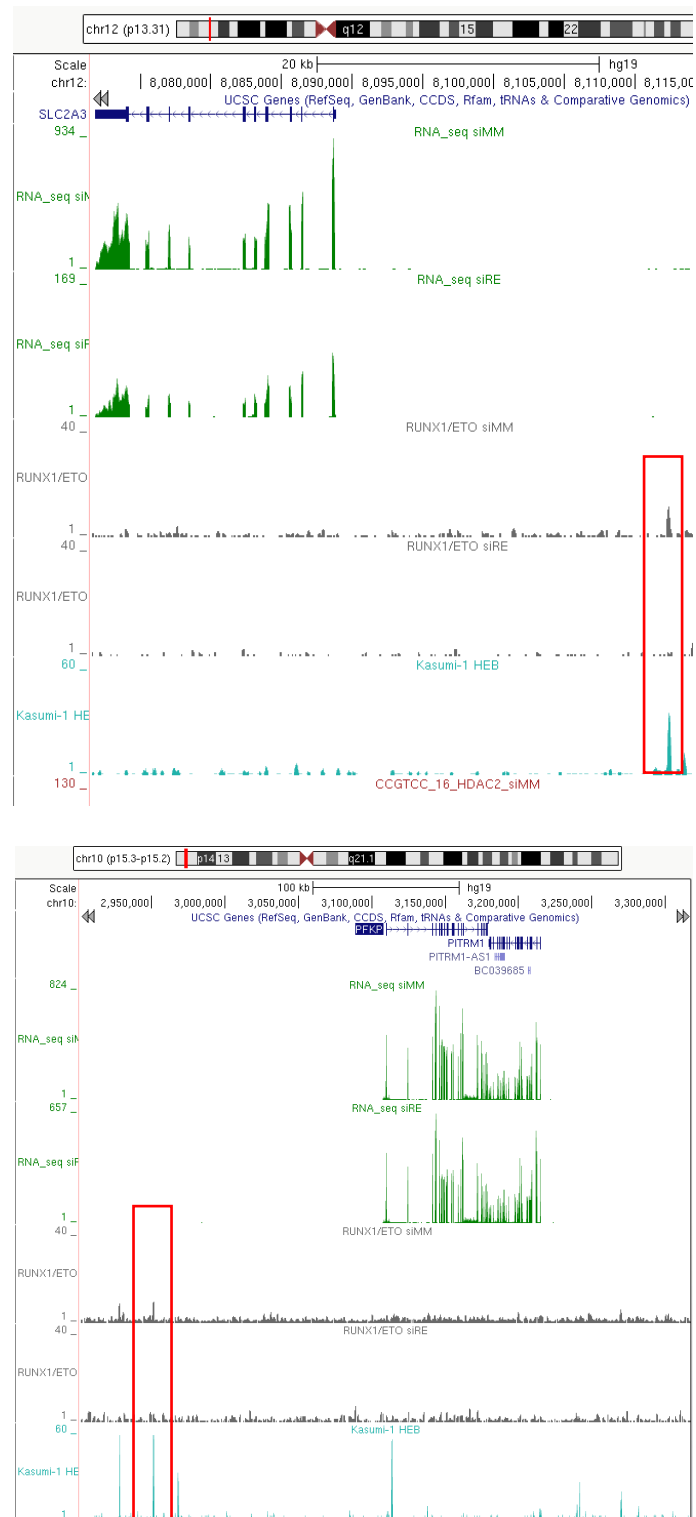 chr12 (p13.31) q12 15 22
Scale 20 kb hg19
chr12: 8,080,000 8,085,000 8,090,000 8,095,000 8,100,000 8,105,000 8,110,000 8,115,0
UCSC Genes (RefSeq, GenBank, CCDS, Rfam, tRNAs & Comparative Genomics)
SLC2A3
934 _ RNA_seq siMM
RNA_seq siM
1 _
169 _ RNA_seq siRE
RNA_seq siF
1 _
40 _ RUNX1/ETO siMM
RUNX1/ETO
1 _
40 _ RUNX1/ETO siRE
RUNX1/ETO
1 _
60 _ Kasumi-1 HEB
Kasumi-1 HE
1 _
130 _ CCGTCC_16_HDAC2_siMM
chr10 (p15.3-p15.2) p14 13 q21.1
Scale 100 kb hg19
chr10: 2,950,000 3,000,000 3,050,000 3,100,000 3,150,000 3,200,000 3,250,000 3,300,000
UCSC Genes (RefSeq, GenBank, CCDS, Rfam, tRNAs & Comparative Genomics)
PFKP
PITRM1
PITRM1-AS1
BC039685
824 _ RNA_seq siMM
RNA_seq siM
1 _
657 _ RNA_seq siRE
RNA_seq siF
1 _
40 _ RUNX1/ETO siMM
RUNX1/ETO
1 _
40 _ RUNX1/ETO siRE
RUNX1/ETO
1 _
60 _ Kasumi-1 HEB
Kasumi-1 HE
1 _